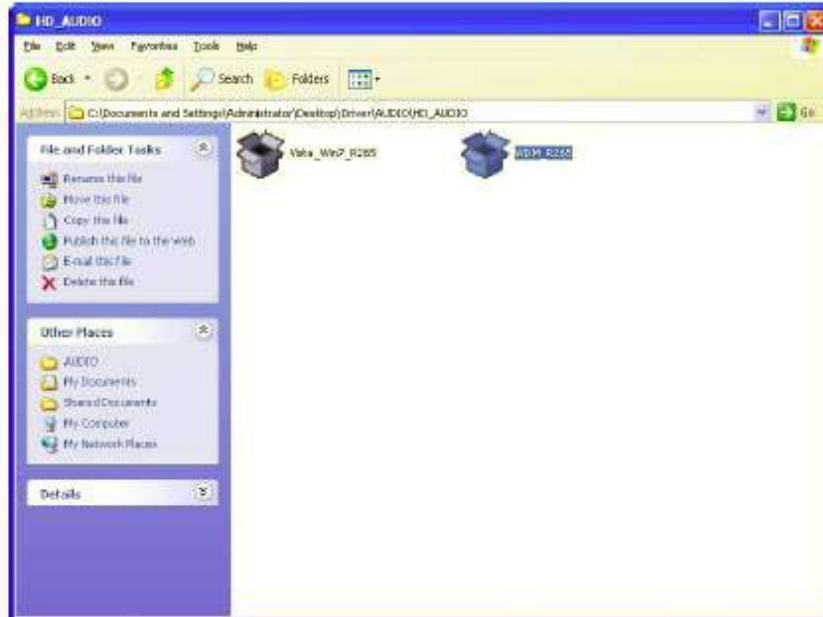 HD_AUDIO
File Edit View Favorites Tools Help
Back Search Folders
Address C:\Documents and Settings\Administrator\Desktop\Driver\AUDIO\HD_AUDIO Go
File and Folder Tasks
Rename this file
Move this file
Copy this file
Publish this file to the Web
E-mail this file
Delete this file
Other Places
AUDIO
My Documents
Shared Documents
My Computer
My Network Places
Details
Vista_Win7_R265
WDM_R265